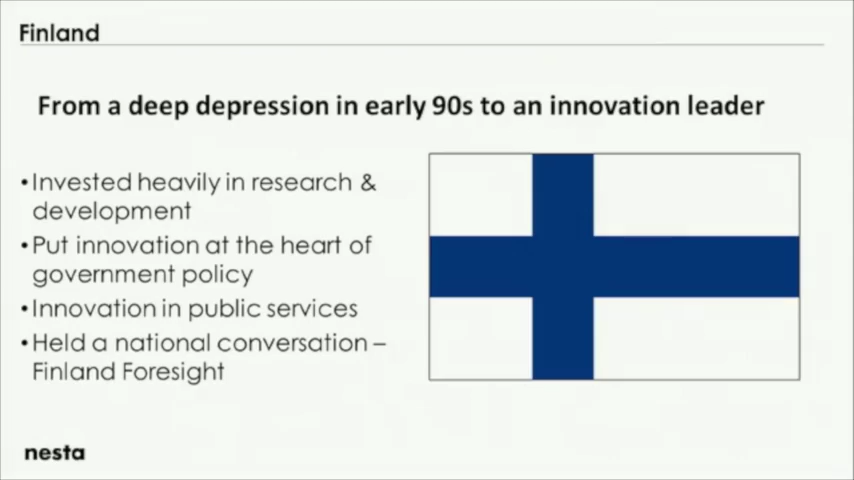 Finland
From a deep depression in early 90s to an innovation leader
•Invested heavily in research &
development
•Put innovation at the heart of
government policy
•Innovation in public services
•Held a national conversation –
Finland Foresight
nesta